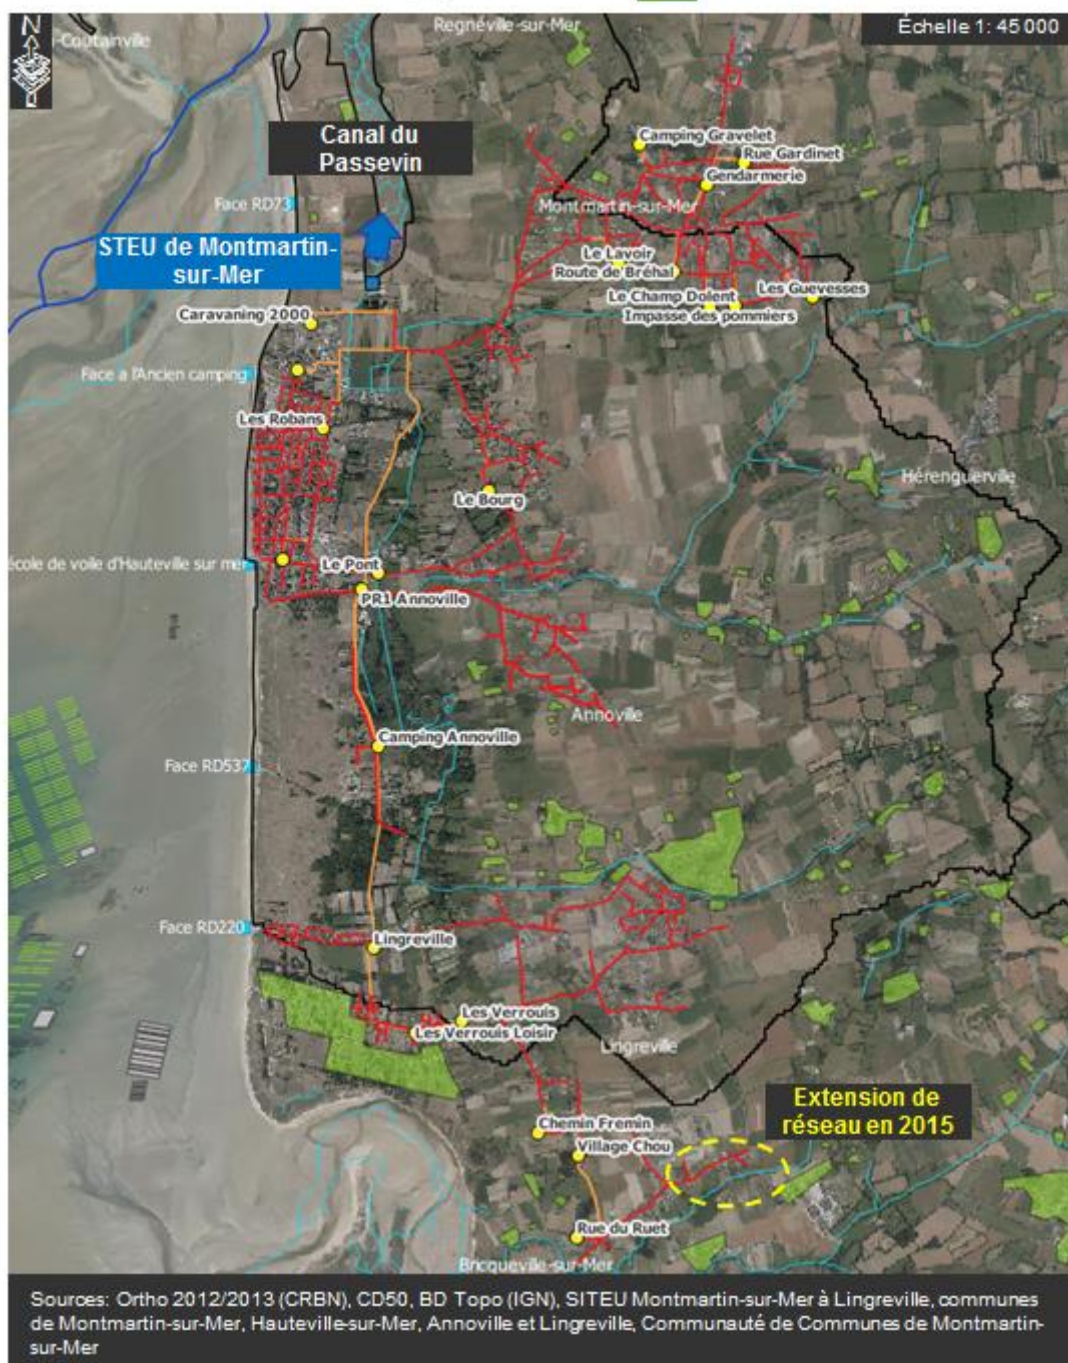 Regnéville-sur-Mer
Échelle 1: 45 000
N
-Coutainville
Canal du
Passevin
Camping Gravelet
Rue Gardinet
Gendarmerie
Face RD73
Montmartin-sur-Mer
STEU de Montmartin-
sur-Mer
Le Lavoir
Route de Bréhal
Les Guevesses
Le Champ Dolent
Impasse des pommiers
Caravaning 2000
Face a l'Ancien camping
Les Robans
Hérenguerville
Le Bourg
école de voile d'Hauteville sur mer
Le Pont
PR1 Annoville
Annoville
Camping Annoville
Face RD537
Face RD220
Lingreville
Les Verrouis
Les Verrouis Loisir
Lingreville
Extension de
réseau en 2015
Chemin Fremin
Village Chou
Rue du Ruet
Bricqueville-sur-Mer
Sources: Ortho 2012/2013 (CRBN), CD50, BD Topo (IGN), SITEU Montmartin-sur-Mer à Lingreville, communes
de Montmartin-sur-Mer, Hauteville-sur-Mer, Annoville et Lingreville, Communauté de Communes de Montmartin-
sur-Mer